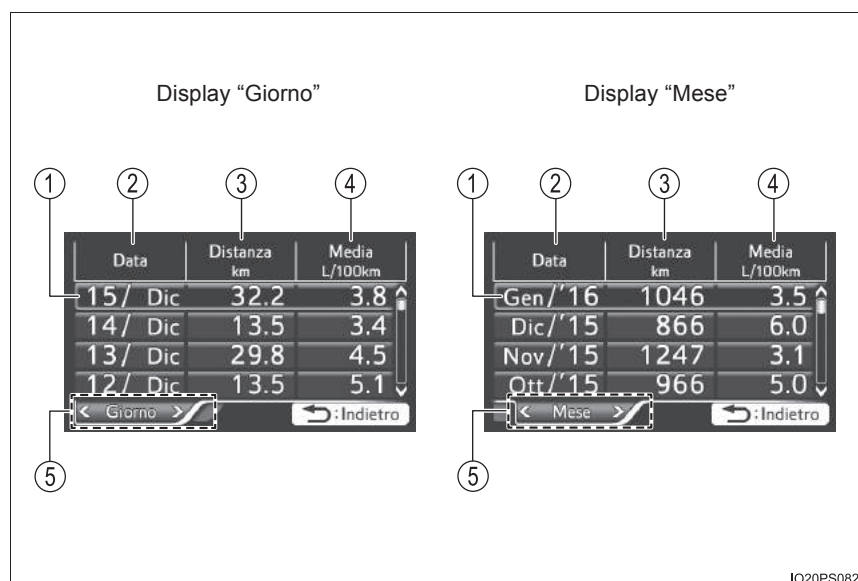 Display “Giorno”
Display “Mese”
1 2 3 4
1 2 3 4
Data Distanza km Media L/100km
15/ Dic 32.2 3.8
14/ Dic 13.5 3.4
13/ Dic 29.8 4.5
12/ Dic 13.5 5.1
< Giorno > : Indietro
5
Data Distanza km Media L/100km
Gen/'16 1046 3.5
Dic/'15 866 6.0
Nov/'15 1247 3.1
Ott/'15 966 5.0
< Mese > : Indietro
5
IO20PS082